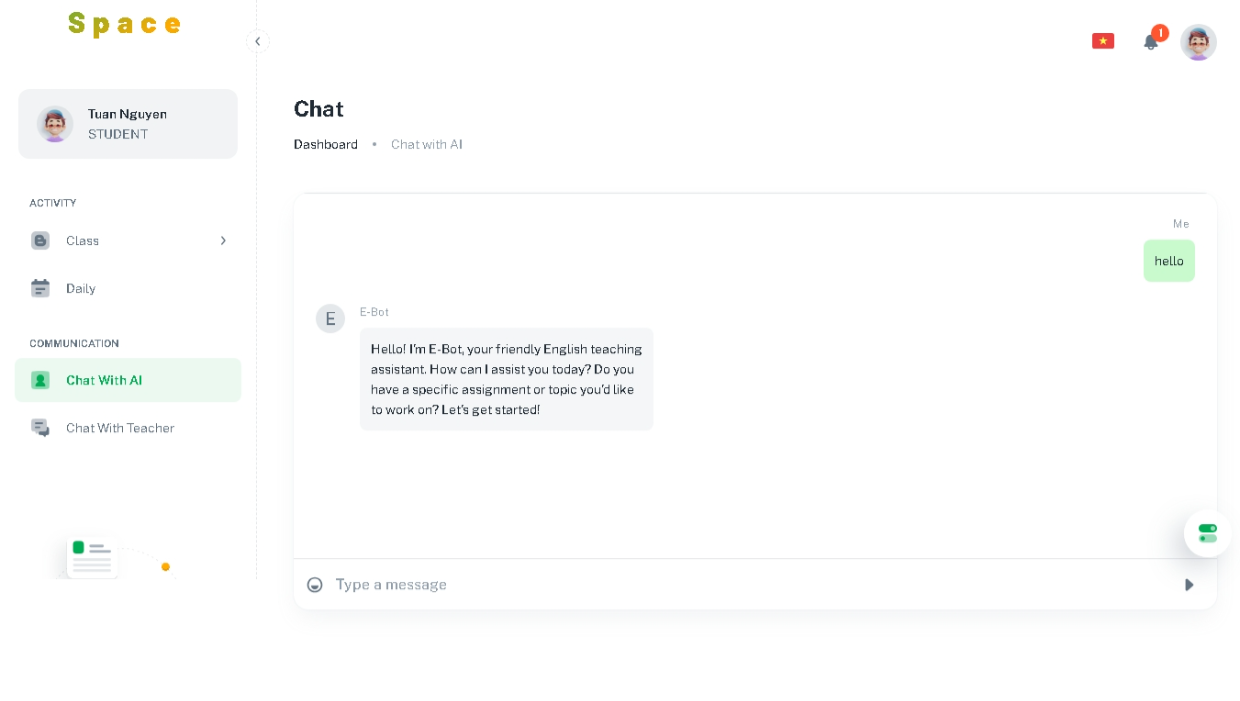 Space
1
Tuan Nguyen
STUDENT
ACTIVITY
Class
Daily
COMMUNICATION
Chat With AI
Chat With Teacher
Chat
Dashboard • Chat with AI
Me
hello
E
E-Bot
Hello! I'm E-Bot, your friendly English teaching
assistant. How can I assist you today? Do you
have a specific assignment or topic you'd like
to work on? Let's get started!
Type a message